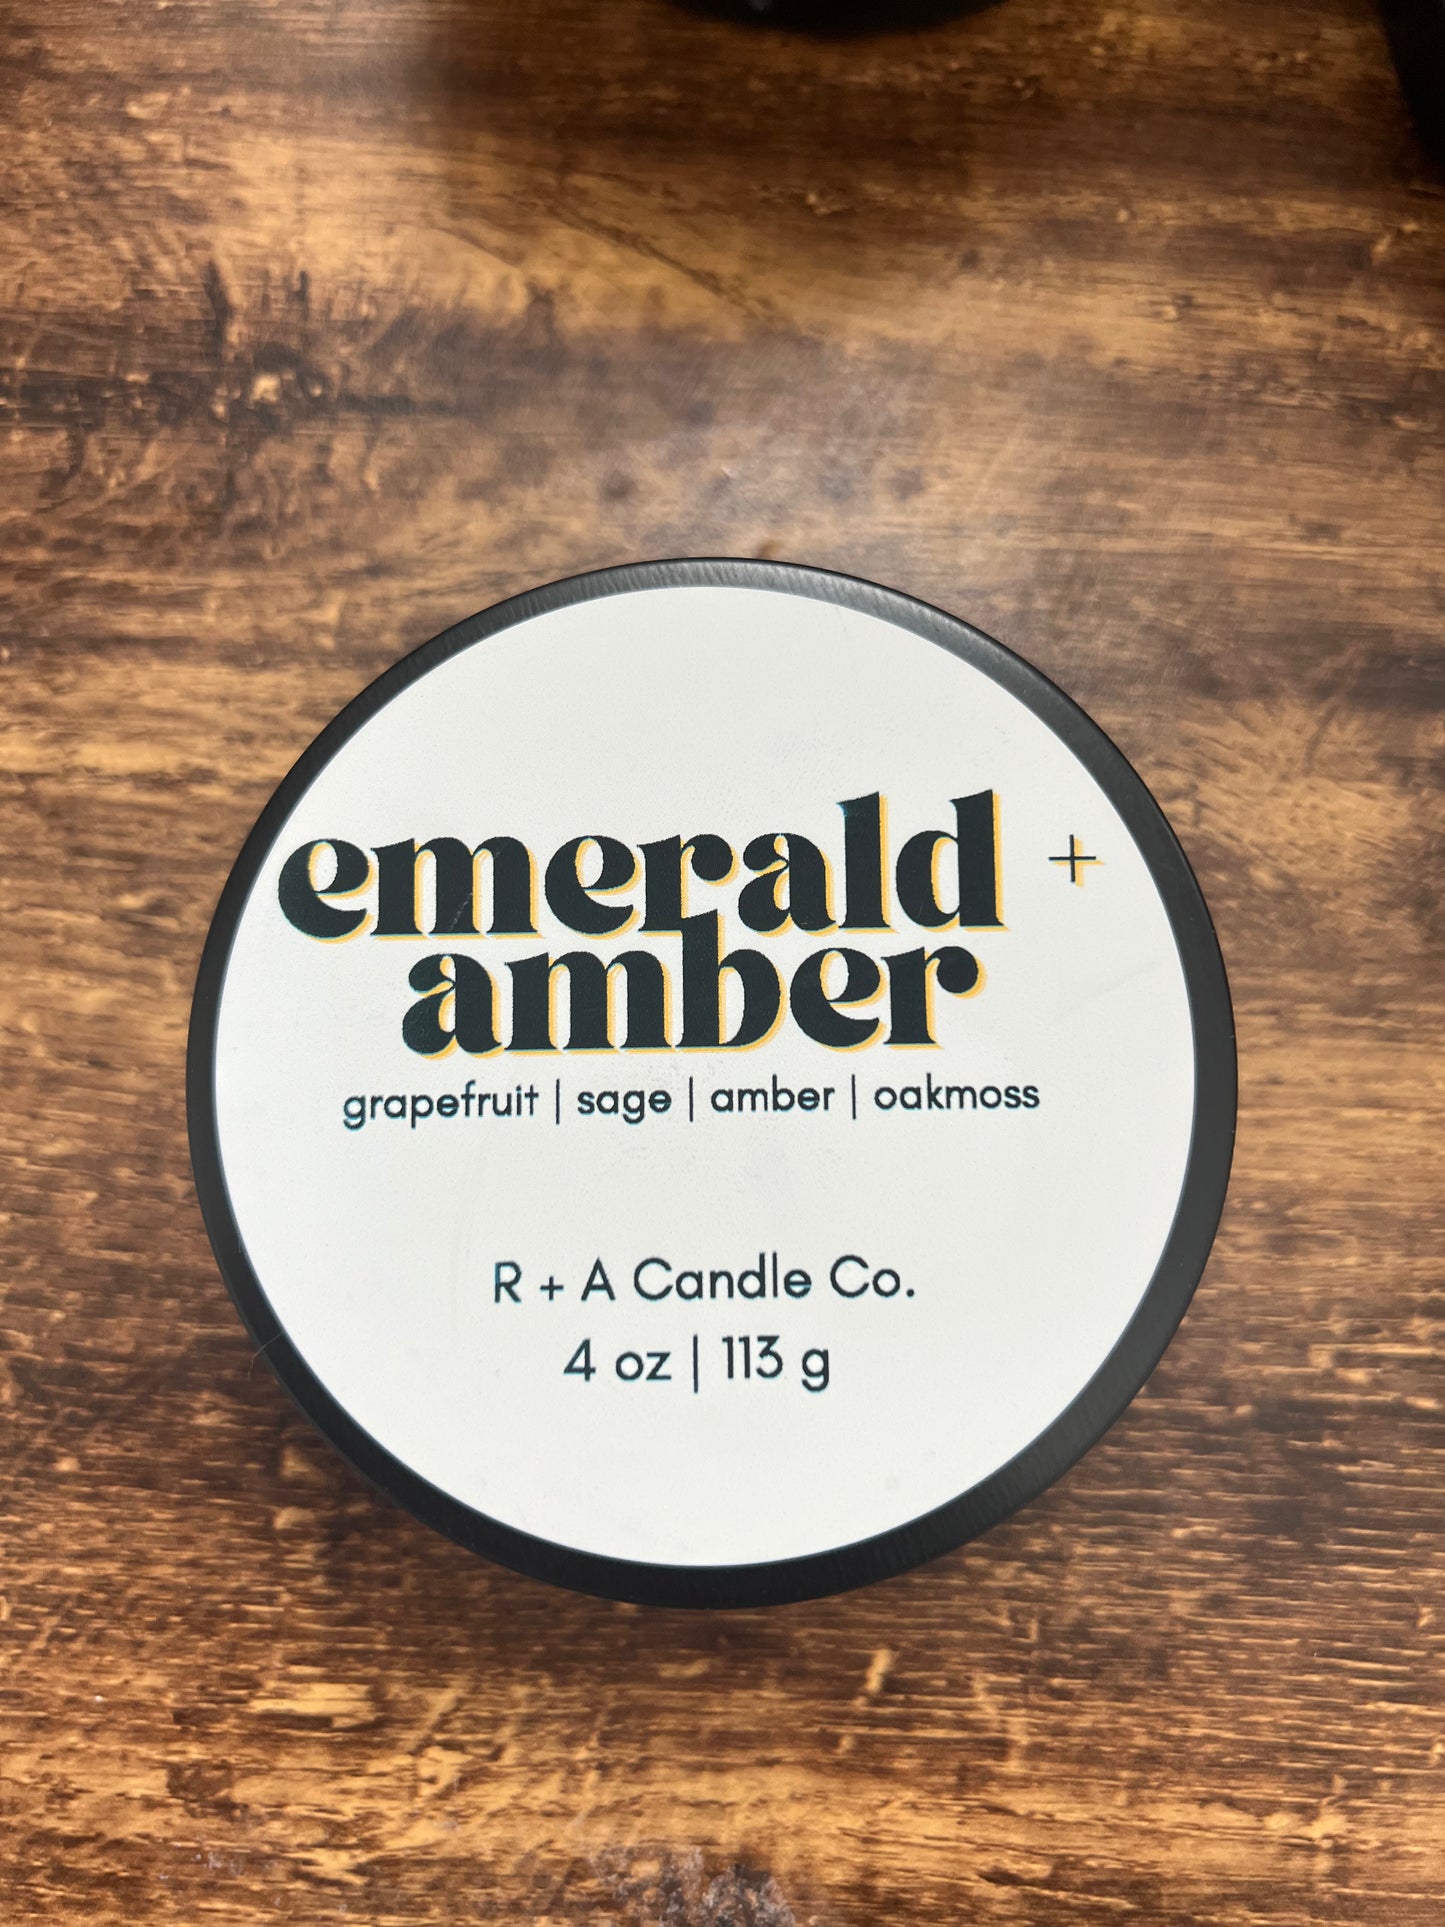 emerald +
amber
grapefruit | sage | amber | oakmoss
R + A Candle Co.
4 oz | 113 g